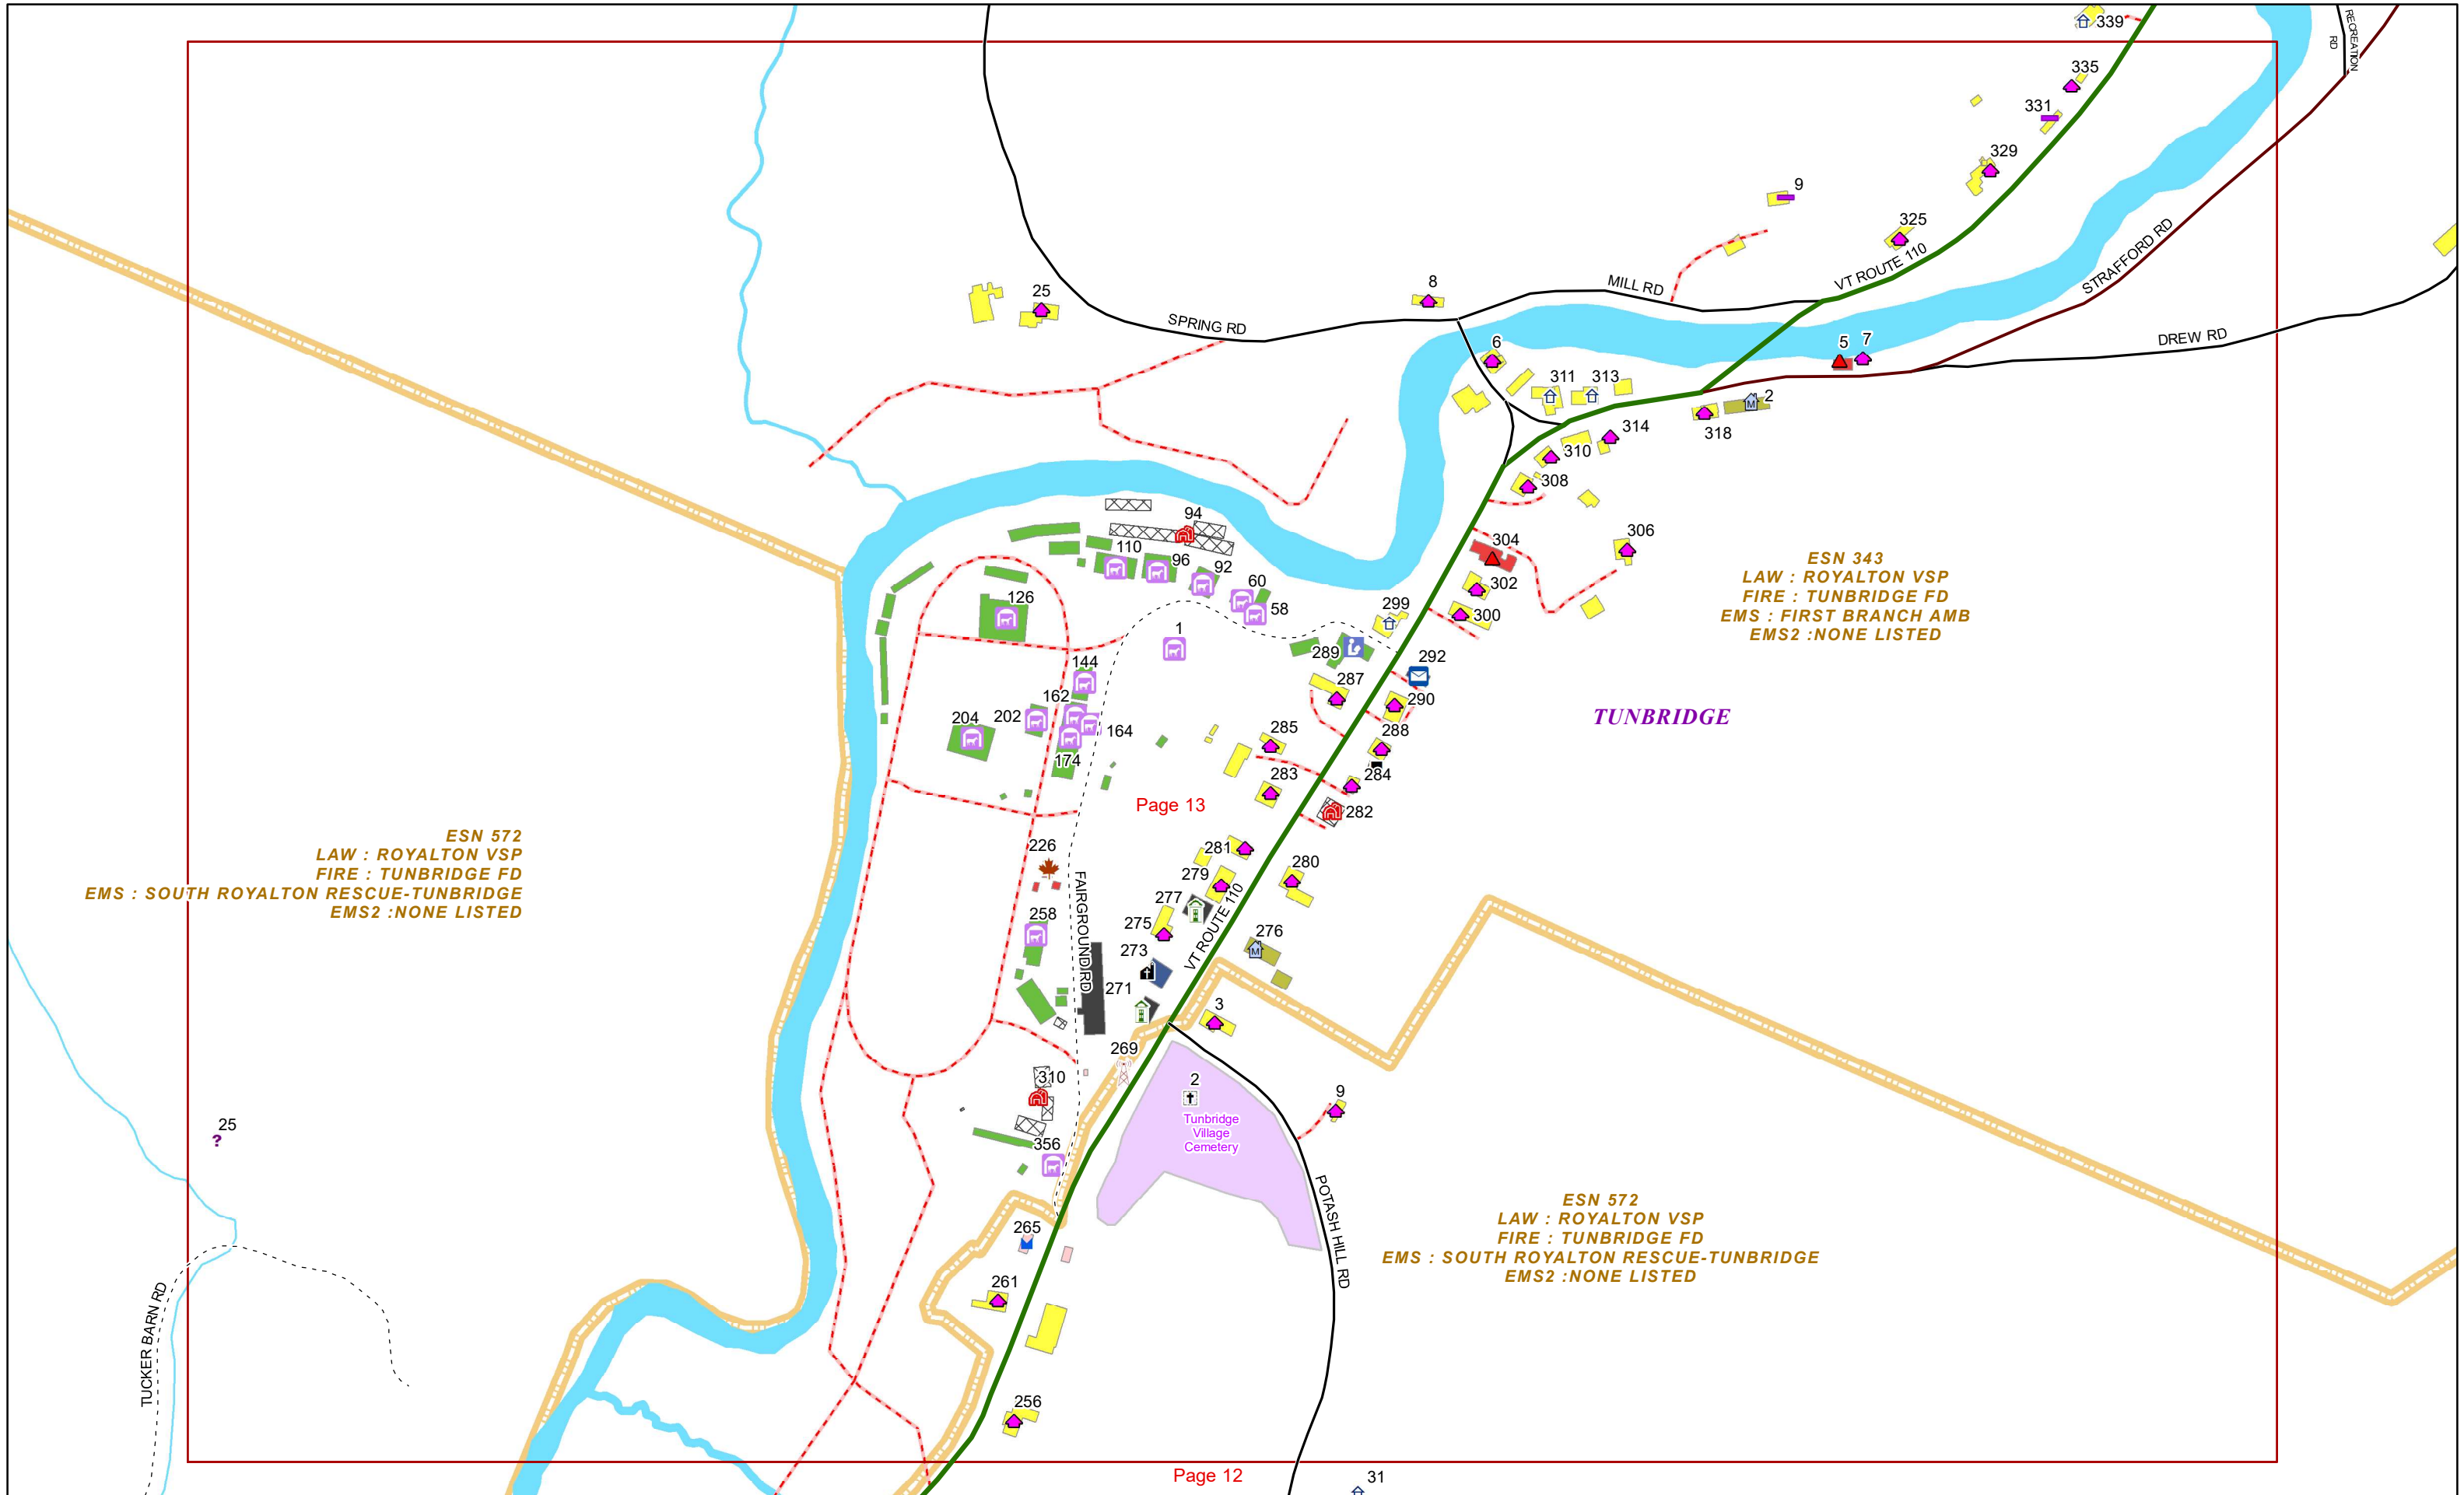 339
RECREATION
RD
335
331
329
9
325
VT ROUTE 110
STRAFFORD RD
25
8
MILL RD
SPRING RD
DREW RD
6
5
7
311
313
2
318
314
310
308
94
304
306
110
96
92
60
58
302
300
299
126
1
289
292
287
290
144
162
164
202
204
174
285
288
283
284
282
ESN 343
LAW : ROYALTON VSP
FIRE : TUNBRIDGE FD
EMS : FIRST BRANCH AMB
EMS2 :NONE LISTED
TUNBRIDGE
Page 13
ESN 572
LAW : ROYALTON VSP
FIRE : TUNBRIDGE FD
EMS : SOUTH ROYALTON RESCUE-TUNBRIDGE
EMS2 :NONE LISTED
226
FAIRGROUND RD
281
280
279
277
VT ROUTE 110
275
258
276
273
271
3
269
310
2
Tunbridge
Village
Cemetery
9
25
?
356
POTASH HILL RD
ESN 572
LAW : ROYALTON VSP
FIRE : TUNBRIDGE FD
EMS : SOUTH ROYALTON RESCUE-TUNBRIDGE
EMS2 :NONE LISTED
265
261
TUCKER BARN RD
256
Page 12
31
M
M